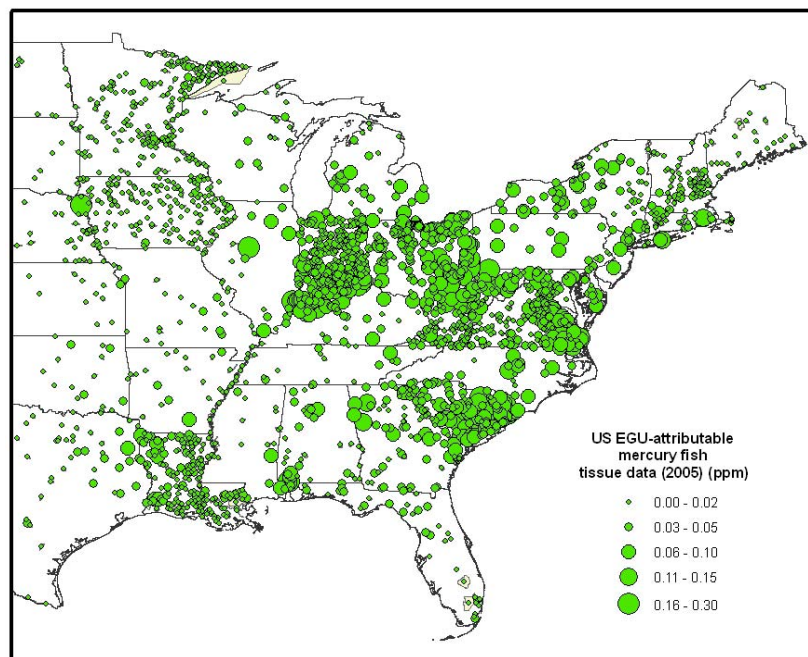 US EGU-attributable
mercury fish
tissue data (2005) (ppm)
0.00 - 0.02
0.03 - 0.05
0.06 - 0.10
0.11 - 0.15
0.16 - 0.30